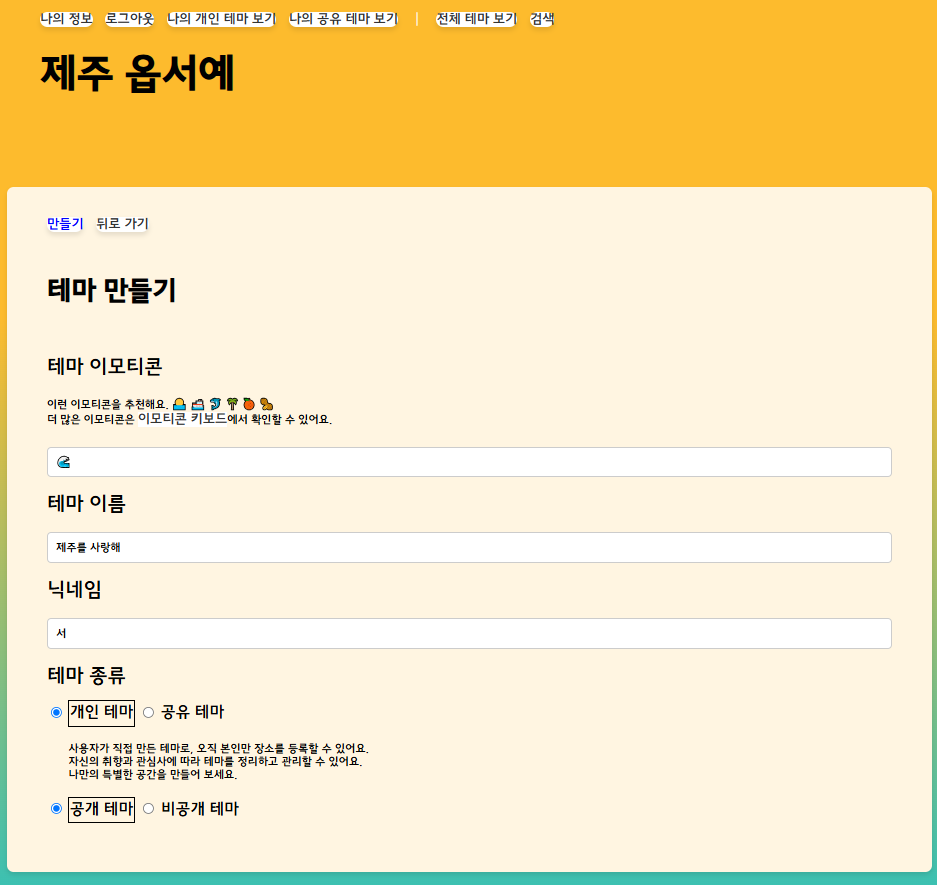 나의 정보 로그아웃 나의 개인 테마 보기 나의 공유 테마 보기 | 전체 테마 보기 검색
제주 옵서예
만들기 뒤로 가기
테마 만들기
테마 이모티콘
이런 이모티콘을 추천해요. 🤷 🚢 🐬 🌴 🍊 🥾
더 많은 이모티콘은 이모티콘 키보드에서 확인할 수 있어요.
🌊
테마 이름
제주를 사랑해
닉네임
서
테마 종류
개인 테마 공유 테마
사용자가 직접 만든 테마로, 오직 본인만 장소를 등록할 수 있어요.
자신의 취향과 관심사에 따라 테마를 정리하고 관리할 수 있어요.
나만의 특별한 공간을 만들어 보세요.
공개 테마 비공개 테마